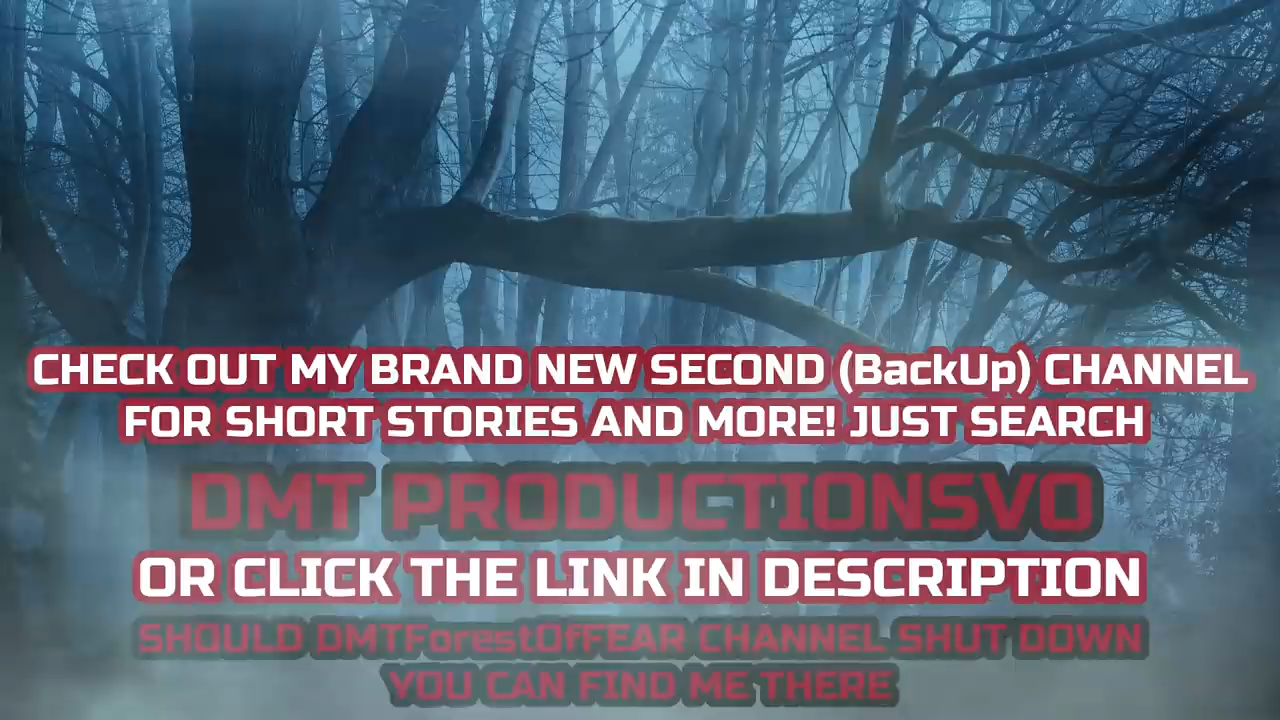 CHECK OUT MY BRAND NEW SECOND (BackUp) CHANNEL
FOR SHORT STORIES AND MORE! JUST SEARCH
DMT PRODUCTIONSVO
OR CLICK THE LINK IN DESCRIPTION
SHOULD DMTForestOfFEAR CHANNEL SHUT DOWN
YOU CAN FIND ME THERE